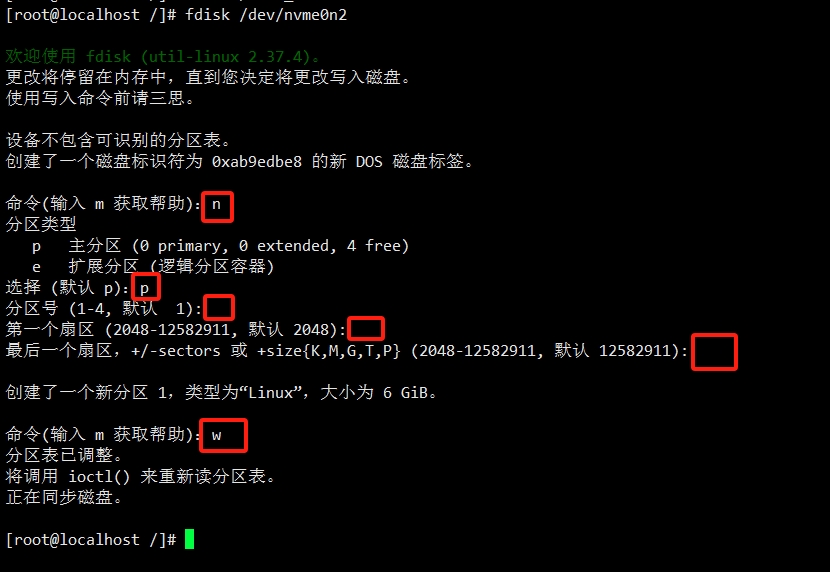 [root@localhost /]# fdisk /dev/nvme0n2
欢迎使用 fdisk (util-linux 2.37.4)。
更改将停留在内存中，直到您决定将更改写入磁盘。
使用写入命令前请三思。
设备不包含可识别的分区表。
创建了一个磁盘标识符为 0xab9edbe8 的新 DOS 磁盘标签。
命令(输入 m 获取帮助)：n
分区类型
p 主分区 (0 primary, 0 extended, 4 free)
e 扩展分区 (逻辑分区容器)
选择 (默认 p)：p
分区号 (1-4, 默认 1):
第一个扇区 (2048-12582911, 默认 2048):
最后一个扇区，+/-sectors 或 +size{K,M,G,T,P} (2048-12582911, 默认 12582911):
创建了一个新分区 1，类型为“Linux”，大小为 6 GiB。
命令(输入 m 获取帮助)：w
分区表已调整。
将调用 ioctl() 来重新读分区表。
正在同步磁盘。
[root@localhost /]#